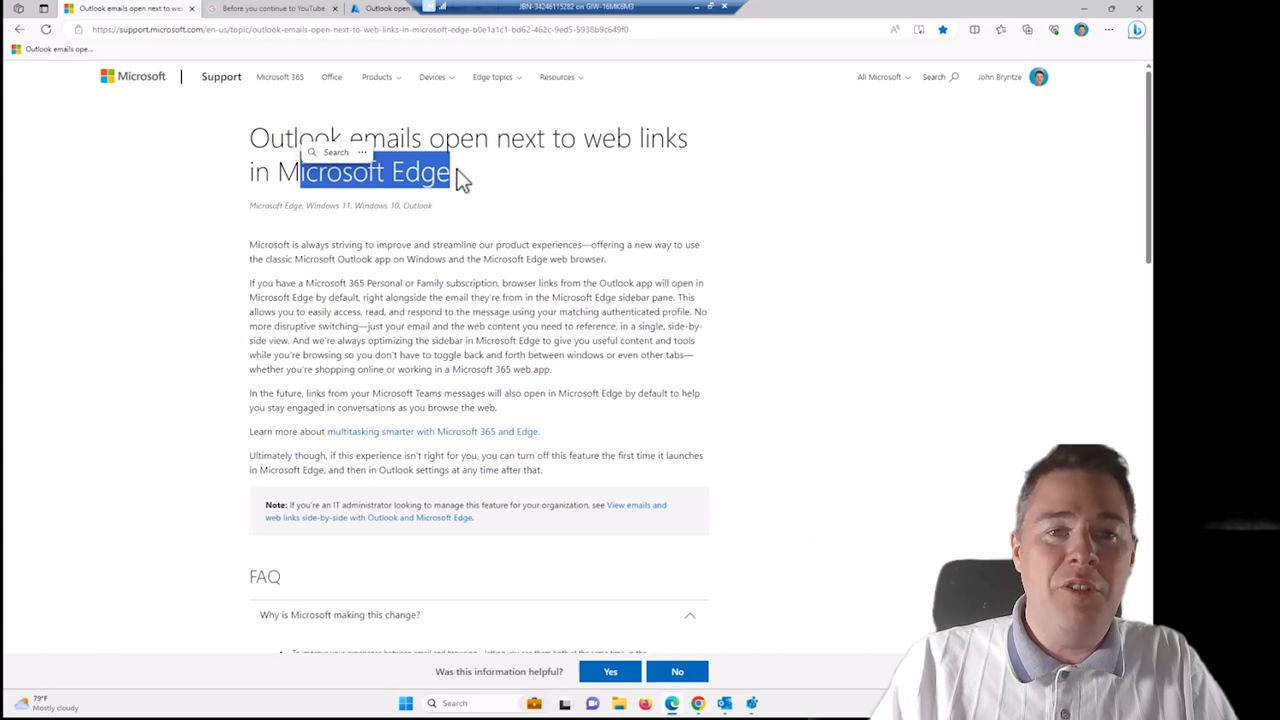 Outlook emails open next to web li
Before you continue to YouTube
Outlook open in
JBN-34246115282 on GIW-16MK6M3
https://support.microsoft.com/en-us/topic/outlook-emails-open-next-to-web-links-in-microsoft-edge-b0e1a1c1-bd62-462c-9ed5-5938b9c649f0
Outlook emails ope...
Microsoft | Support Microsoft 365 Office Products Devices Edge topics Resources All Microsoft Search John Bryntze
Outlook emails open next to web links
Search ...
in Microsoft Edge
Microsoft Edge, Windows 11, Windows 10, Outlook
Microsoft is always striving to improve and streamline our product experiences—offering a new way to use
the classic Microsoft Outlook app on Windows and the Microsoft Edge web browser.
If you have a Microsoft 365 Personal or Family subscription, browser links from the Outlook app will open in
Microsoft Edge by default, right alongside the email they're from in the Microsoft Edge sidebar pane. This
allows you to easily access, read, and respond to the message using your matching authenticated profile. No
more disruptive switching—just your email and the web content you need to reference, in a single, side-by-
side view. And we're always optimizing the sidebar in Microsoft Edge to give you useful content and tools
while you're browsing so you don't have to toggle back and forth between windows or even other tabs—
whether you're shopping online or working in a Microsoft 365 web app.
In the future, links from your Microsoft Teams messages will also open in Microsoft Edge by default to help
you stay engaged in conversations as you browse the web.
Learn more about multitasking smarter with Microsoft 365 and Edge.
Ultimately though, if this experience isn't right for you, you can turn off this feature the first time it launches
in Microsoft Edge, and then in Outlook settings at any time after that.
Note: If you're an IT administrator looking to manage this feature for your organization, see View emails and
web links side-by-side with Outlook and Microsoft Edge.
FAQ
Why is Microsoft making this change?
Was this information helpful? Yes No
79°F
Mostly cloudy
Search